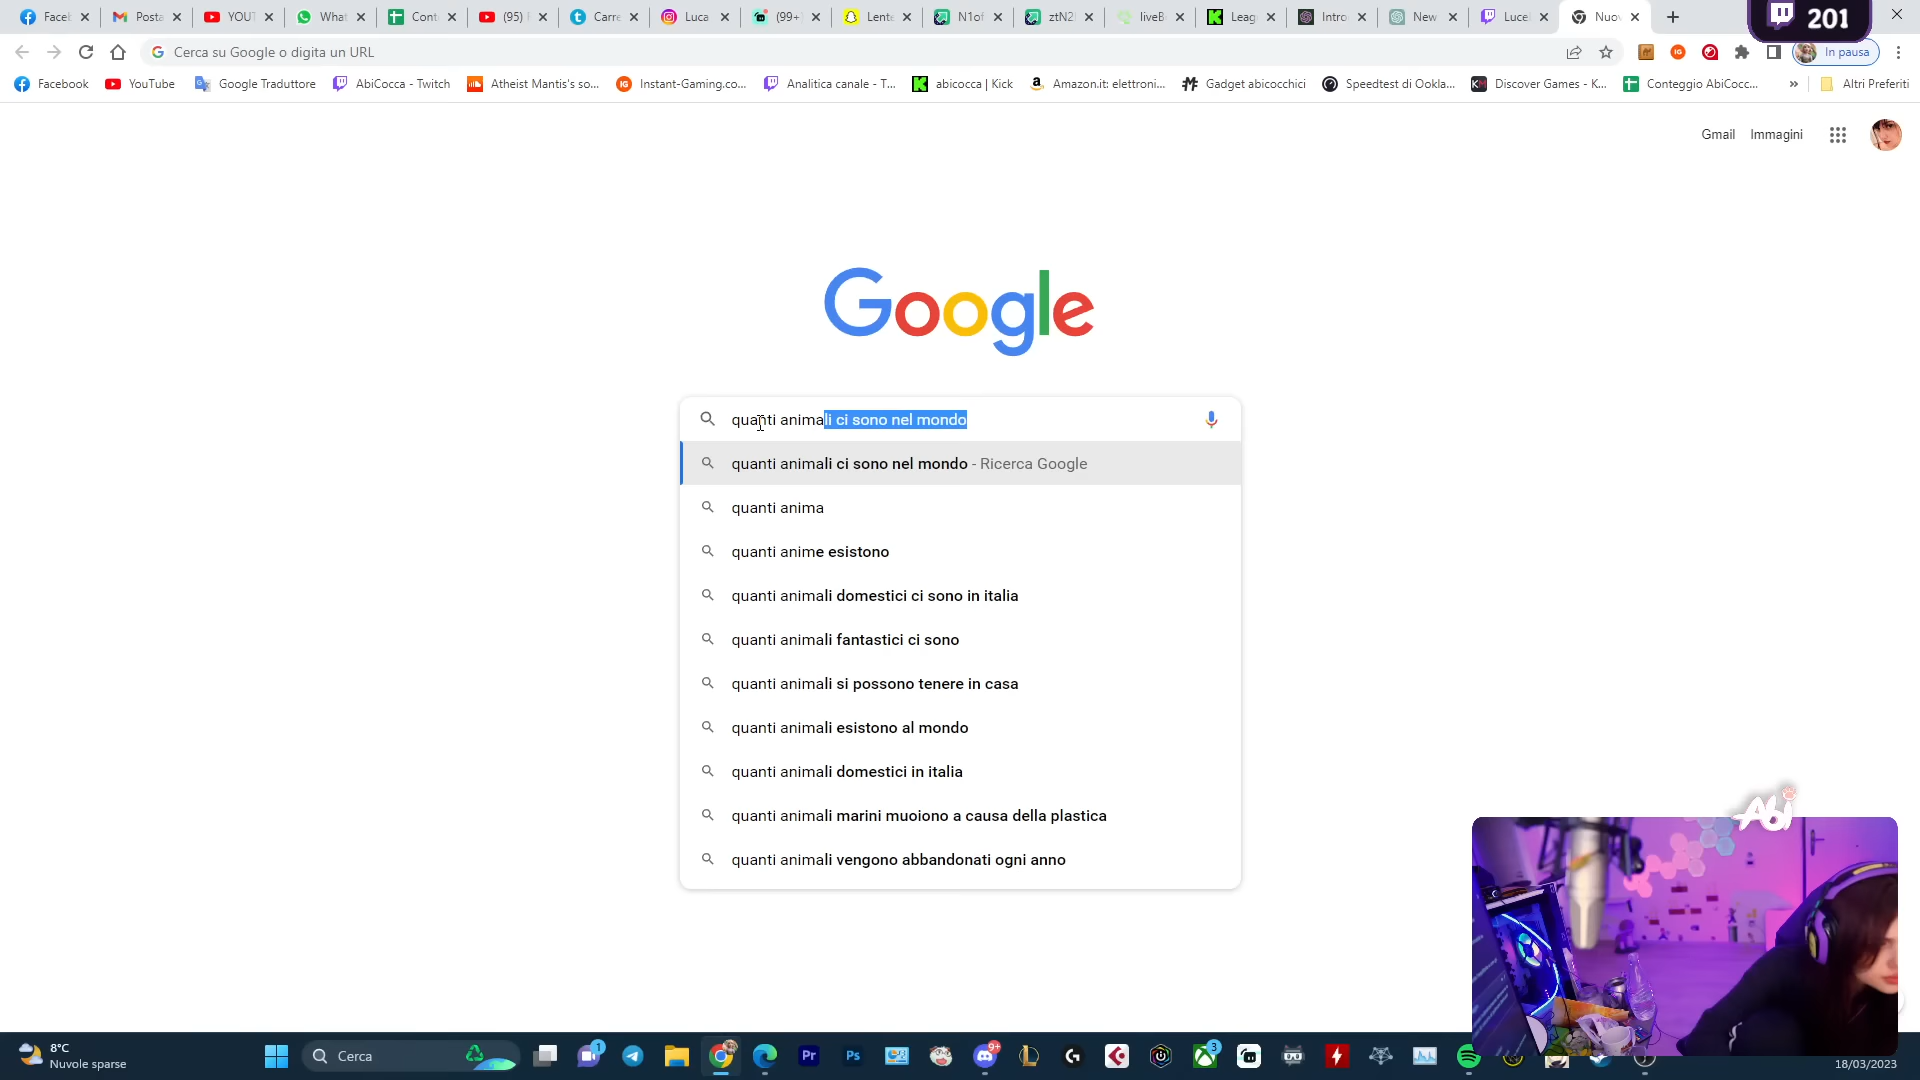 Facel
Posta
YOUT
What
Cont
(95)
Carre
Luca
(99+
Lente
N1of
ztN2
liveB
Leag
Intro
New
Lucel
Nuov
201
Cerca su Google o digita un URL
In pausa
Facebook
YouTube
Google Traduttore
AbiCocca - Twitch
Atheist Mantis's so...
Instant-Gaming.co...
Analitica canale - T...
abicocca | Kick
Amazon.it: elettroni...
Gadget abicocchici
Speedtest di Ookla...
Discover Games - K...
Conteggio AbiCocc...
»
Altri Preferiti
Gmail
Immagini
Google
quanti animali ci sono nel mondo
quanti animali ci sono nel mondo - Ricerca Google
quanti anima
quanti anime esistono
quanti animali domestici ci sono in italia
quanti animali fantastici ci sono
quanti animali si possono tenere in casa
quanti animali esistono al mondo
quanti animali domestici in italia
quanti animali marini muoiono a causa della plastica
quanti animali vengono abbandonati ogni anno
Abi
8°C
Nuvole sparse
Cerca
1
Pr
Ps
9+
3
18/03/2023